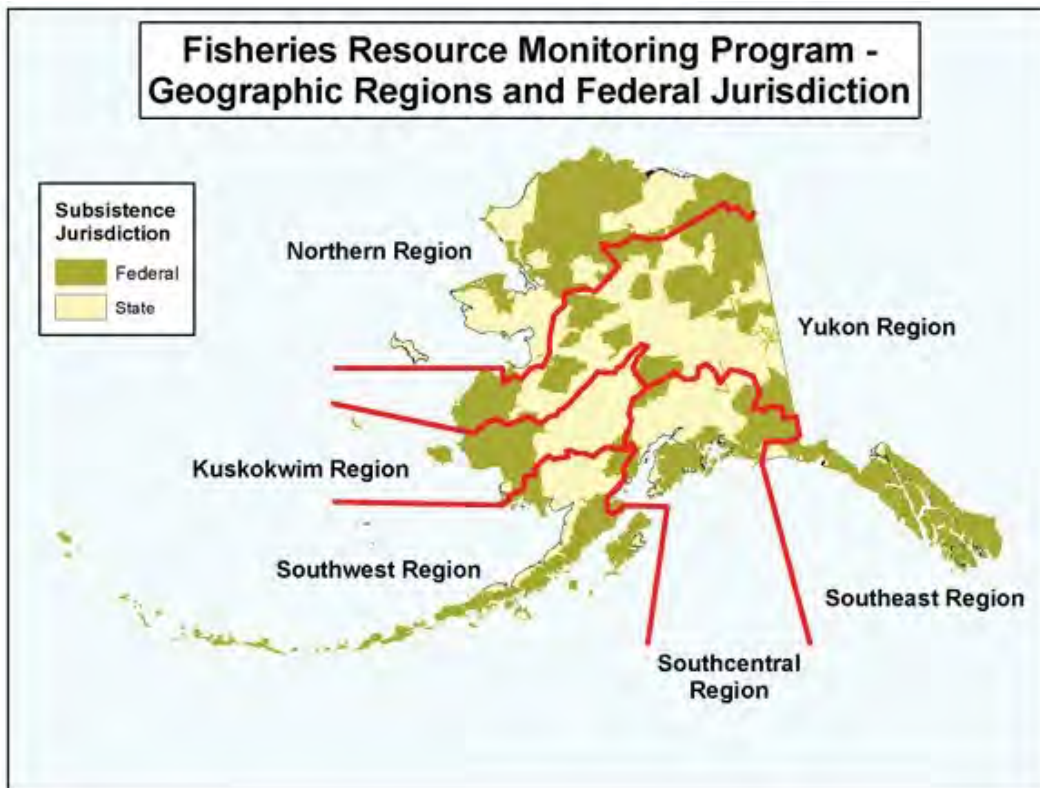 Fisheries Resource Monitoring Program -
Geographic Regions and Federal Jurisdiction
Subsistence
Jurisdiction
Federal
State
Northern Region
Yukon Region
Kuskokwim Region
Southwest Region
Southeast Region
Southcentral
Region